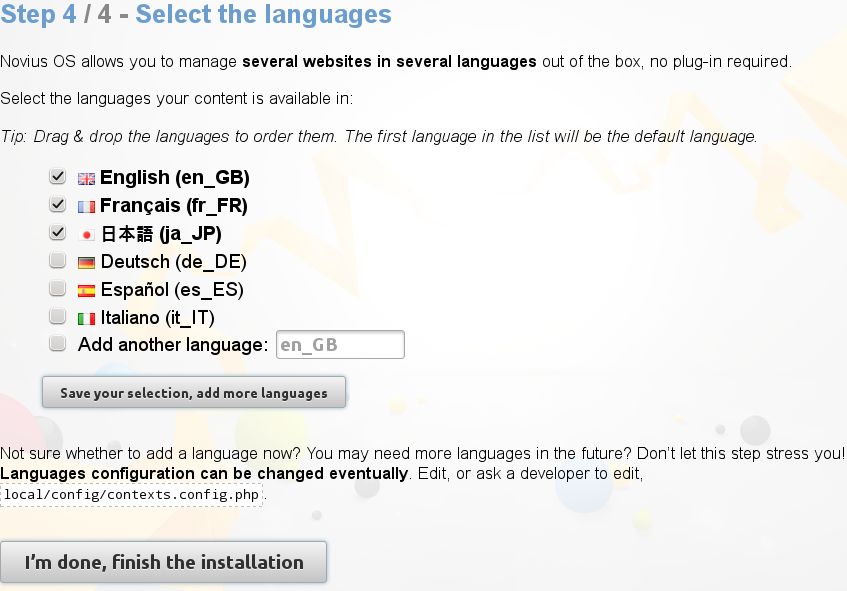 Step 4 / 4 - Select the languages
Novius OS allows you to manage several websites in several languages out of the box, no plug-in required.
Select the languages your content is available in:
Tip: Drag & drop the languages to order them. The first language in the list will be the default language.
English (en_GB)
Français (fr_FR)
日本語 (ja_JP)
Deutsch (de_DE)
Español (es_ES)
Italiano (it_IT)
Add another language: en_GB
Save your selection, add more languages
Not sure whether to add a language now? You may need more languages in the future? Don’t let this step stress you!
Languages configuration can be changed eventually. Edit, or ask a developer to edit,
local/config/contexts.config.php.
I’m done, finish the installation